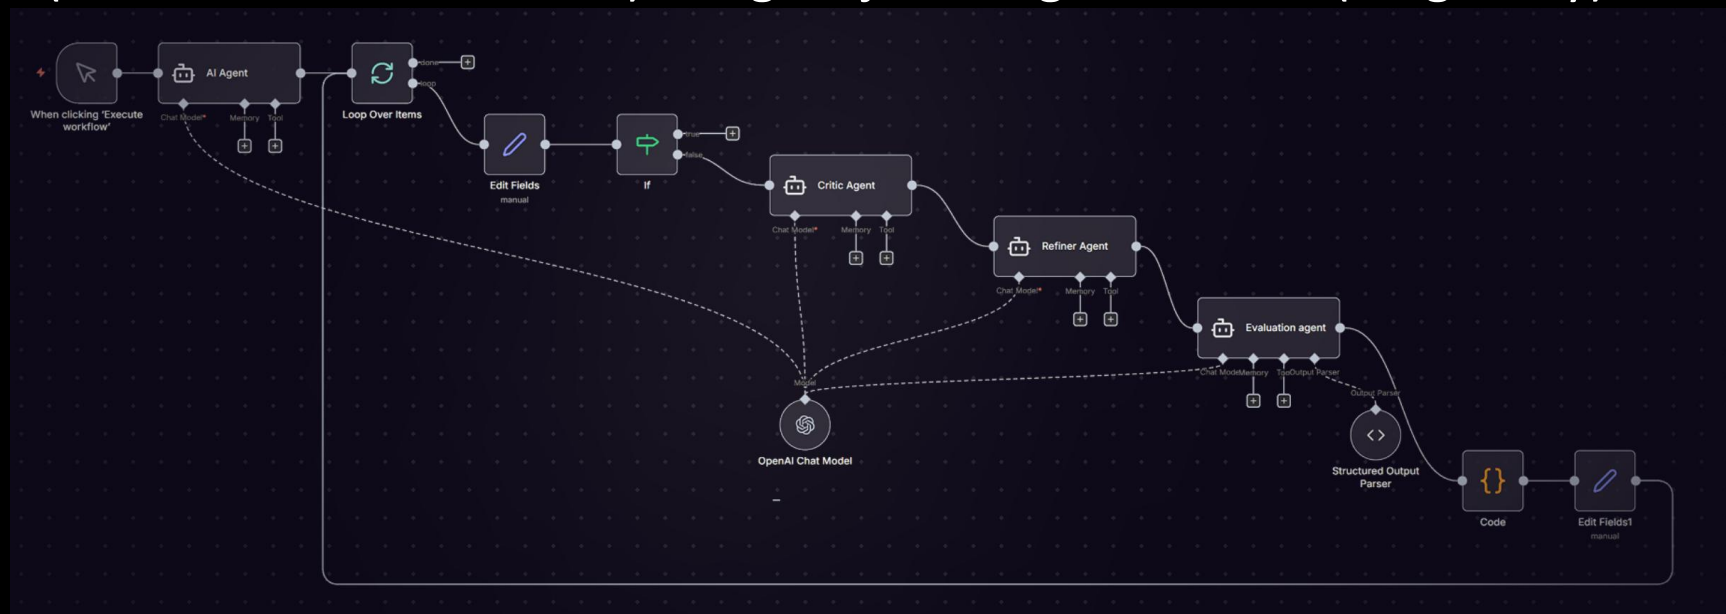 AI Agent
When clicking ‘Execute
workflow’
Chat Model*
Memory
Tool
Loop Over Items
done
loop
Edit Fields
manual
If
true
false
Critic Agent
Chat Model*
Memory
Tool
Refiner Agent
Chat Model*
Memory
Tool
Evaluation agent
Chat Model
Memory
Tool
Output Parser
Model
OpenAI Chat Model
Output Parser
Structured Output
Parser
Code
Edit Fields1
manual